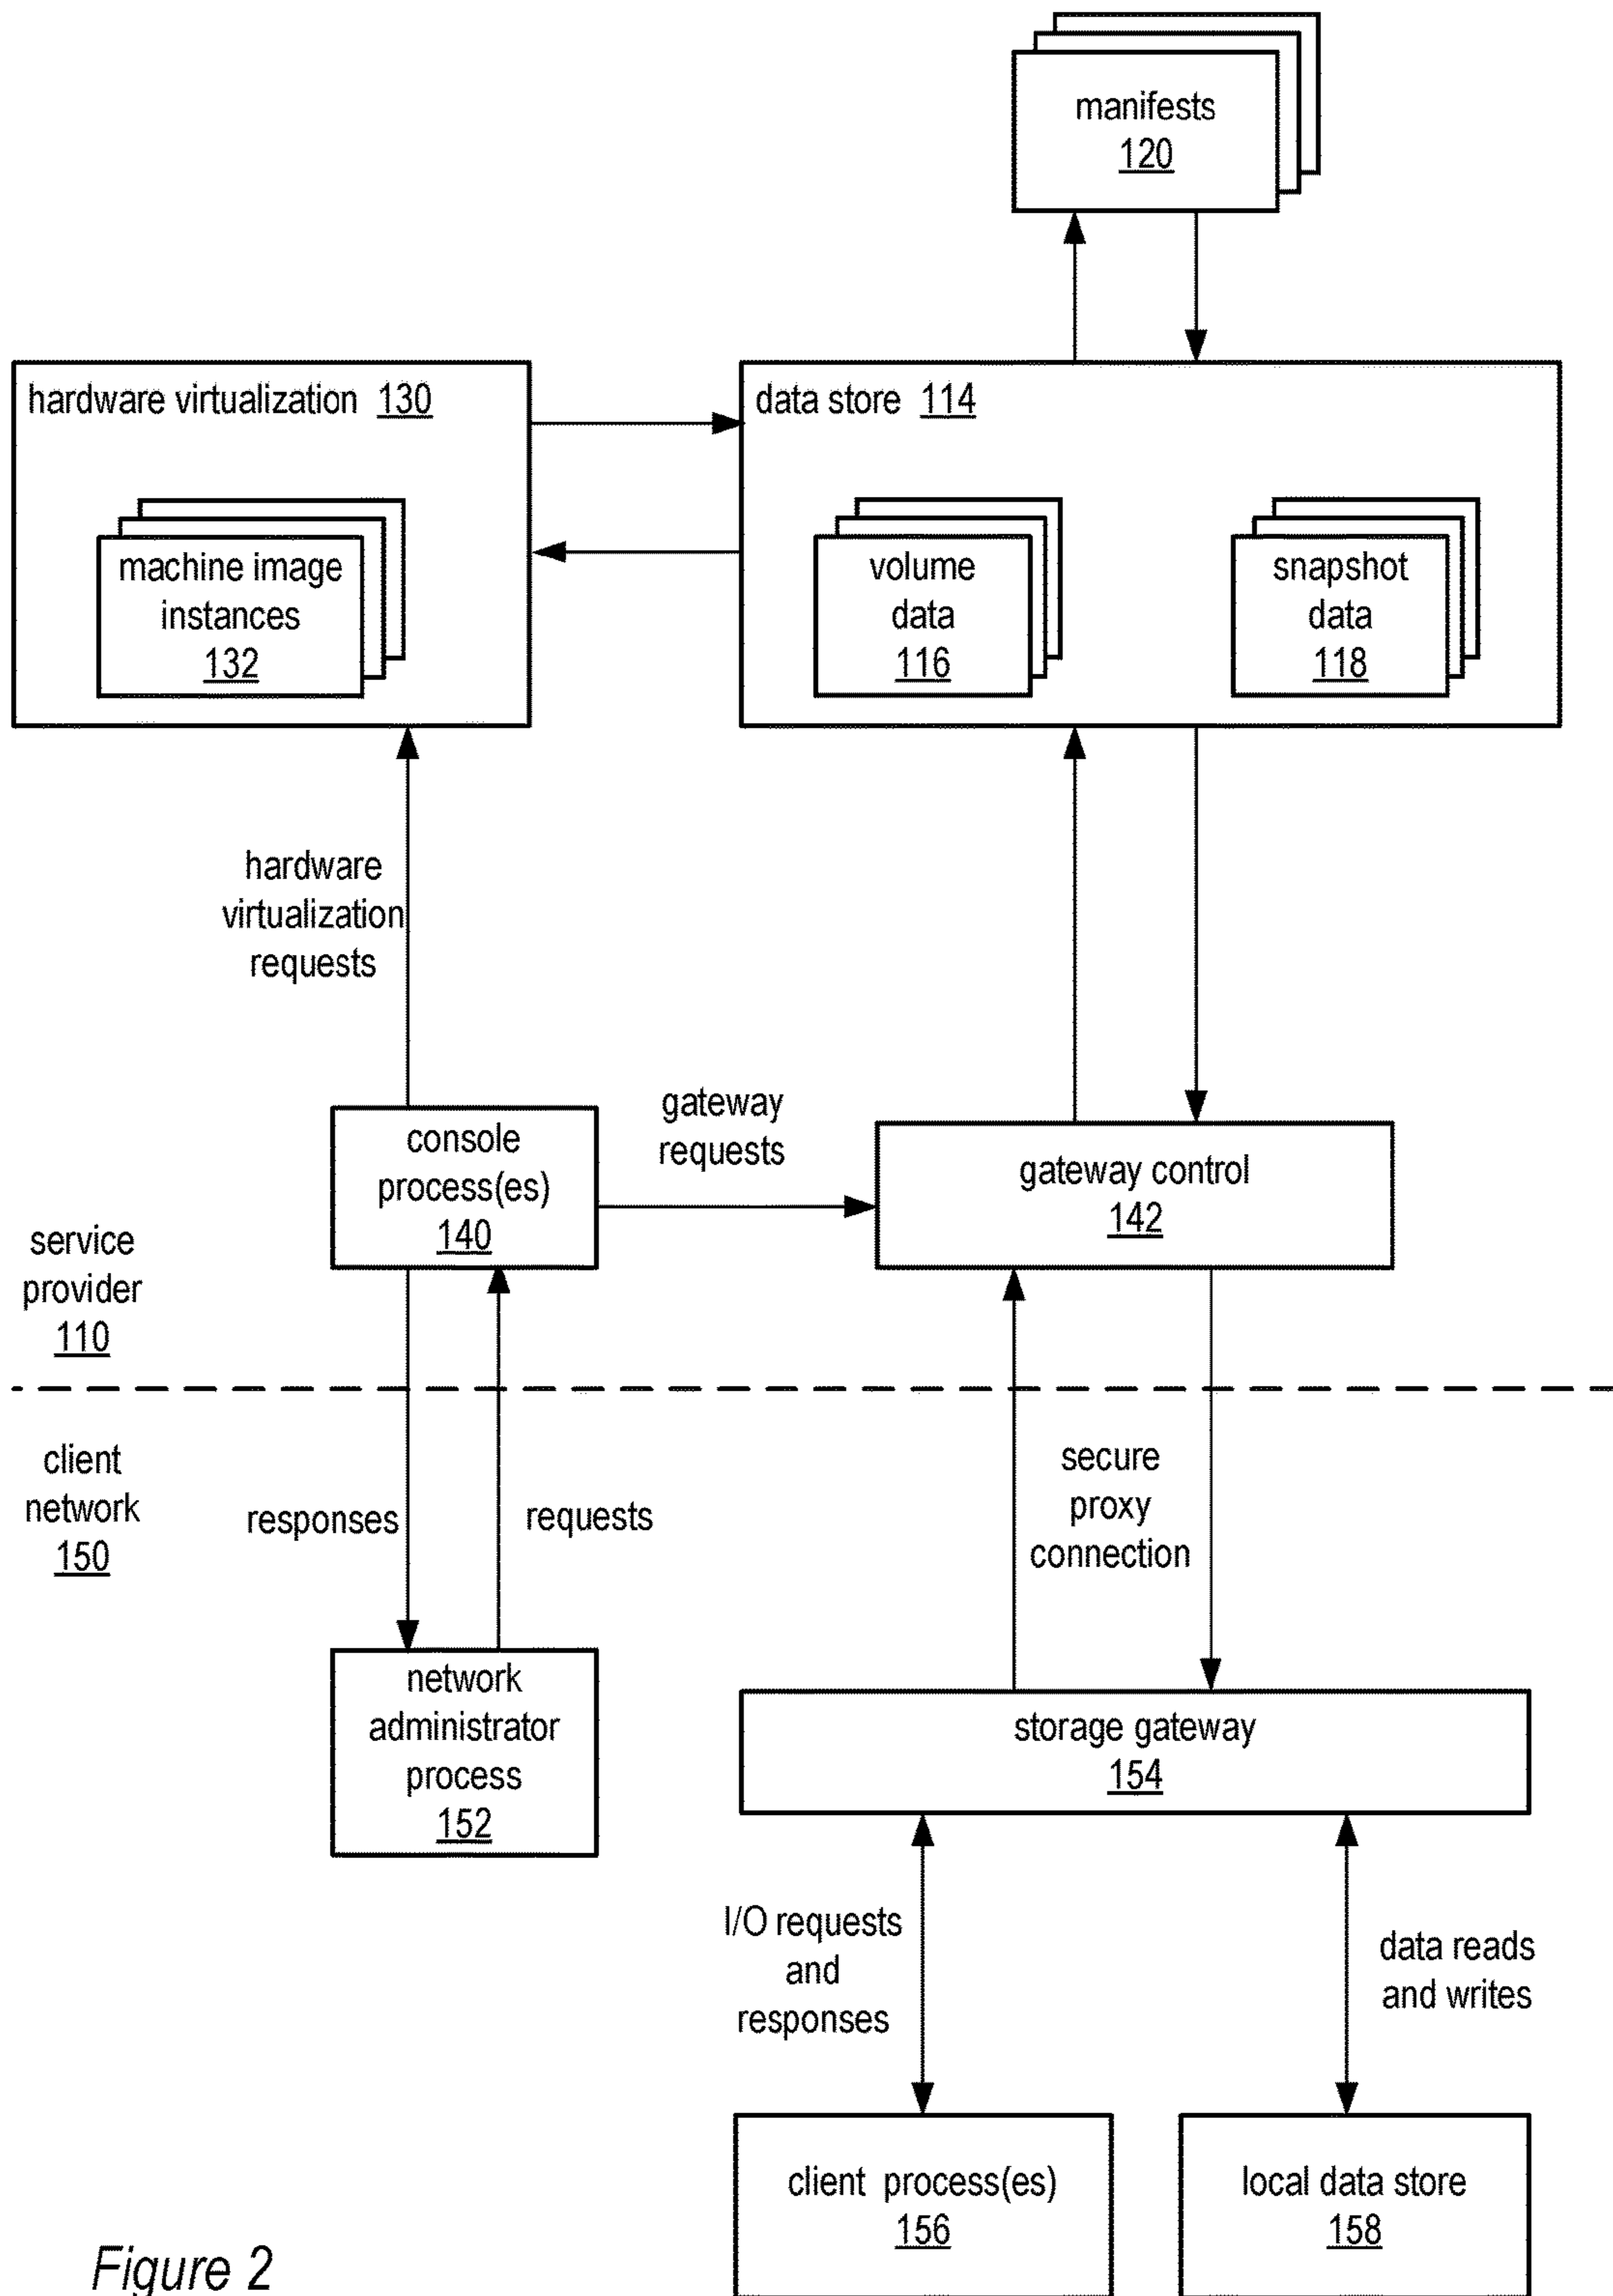 manifests
120
hardware virtualization 130
data store 114
machine image
instances
132
volume
data
116
snapshot
data
118
hardware
virtualization
requests
gateway
requests
console
process(es)
140
gateway control
142
service
provider
110
client
network
150
responses
requests
secure
proxy
connection
network
administrator
process
152
storage gateway
154
I/O requests
and
responses
data reads
and writes
client process(es)
156
local data store
158
Figure 2